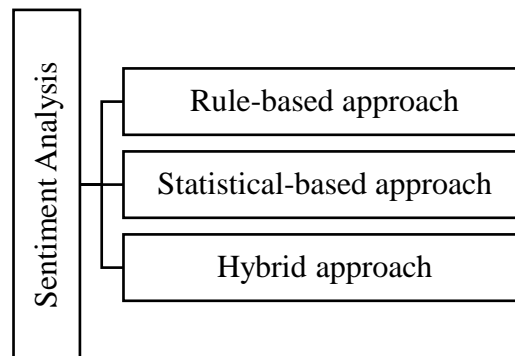 Sentiment Analysis
Rule-based approach
Statistical-based approach
Hybrid approach